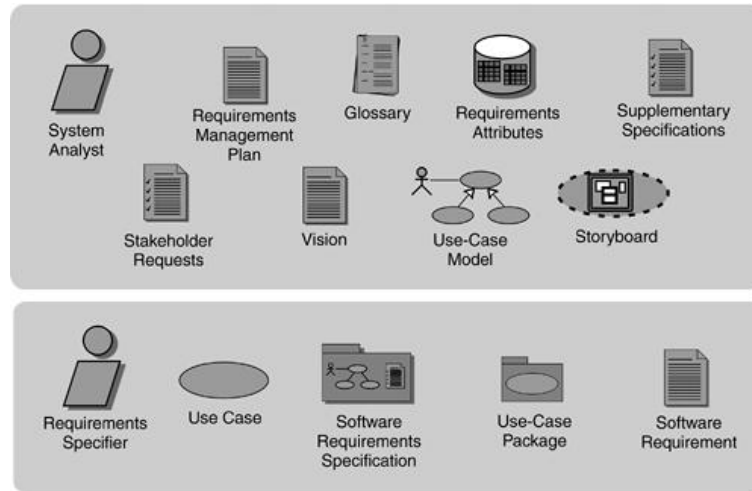 System
Analyst
Requirements
Management
Plan
Glossary
Requirements
Attributes
Supplementary
Specifications
Stakeholder
Requests
Vision
Use-Case
Model
Storyboard
Requirements
Specifier
Use Case
Software
Requirements
Specification
Use-Case
Package
Software
Requirement